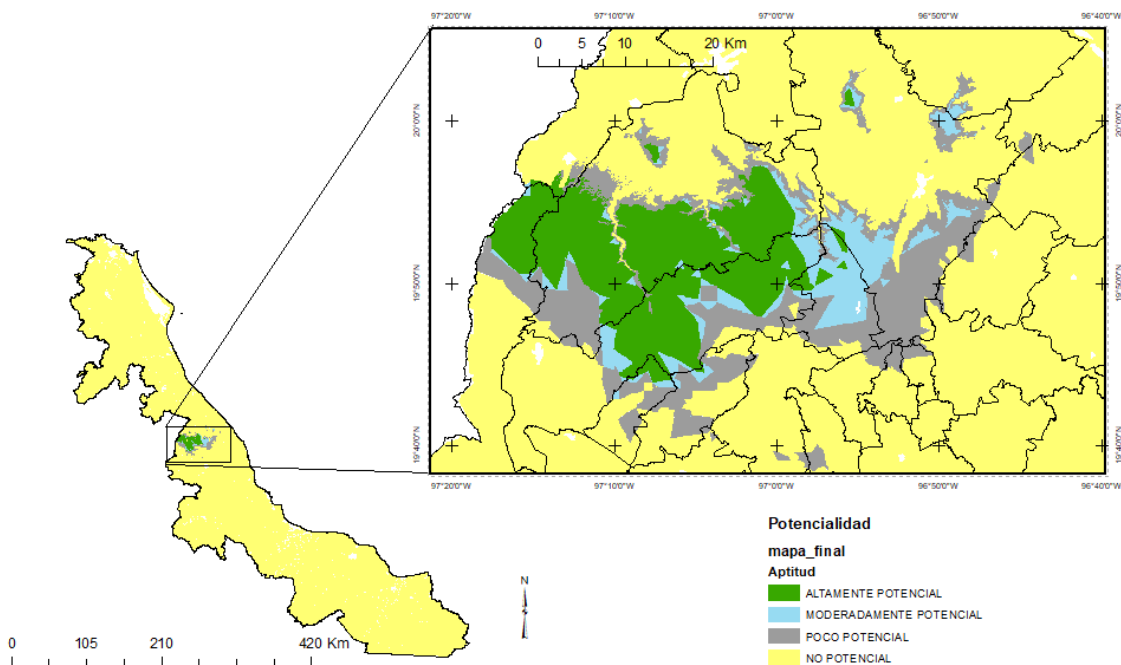 97°20'0"W 97°10'0"W 97°0'0"W 96°50'0"W 96°40'0"W
0 5 10 20 Km
20°0'0"N 20°0'0"N
19°50'0"N 19°50'0"N
19°40'0"N 19°40'0"N
97°20'0"W 97°10'0"W 97°0'0"W 96°50'0"W 96°40'0"W
Potencialidad
mapa_final
Aptitud
ALTAMENTE POTENCIAL
MODERADAMENTE POTENCIAL
POCO POTENCIAL
NO POTENCIAL
N
0 105 210 420 Km